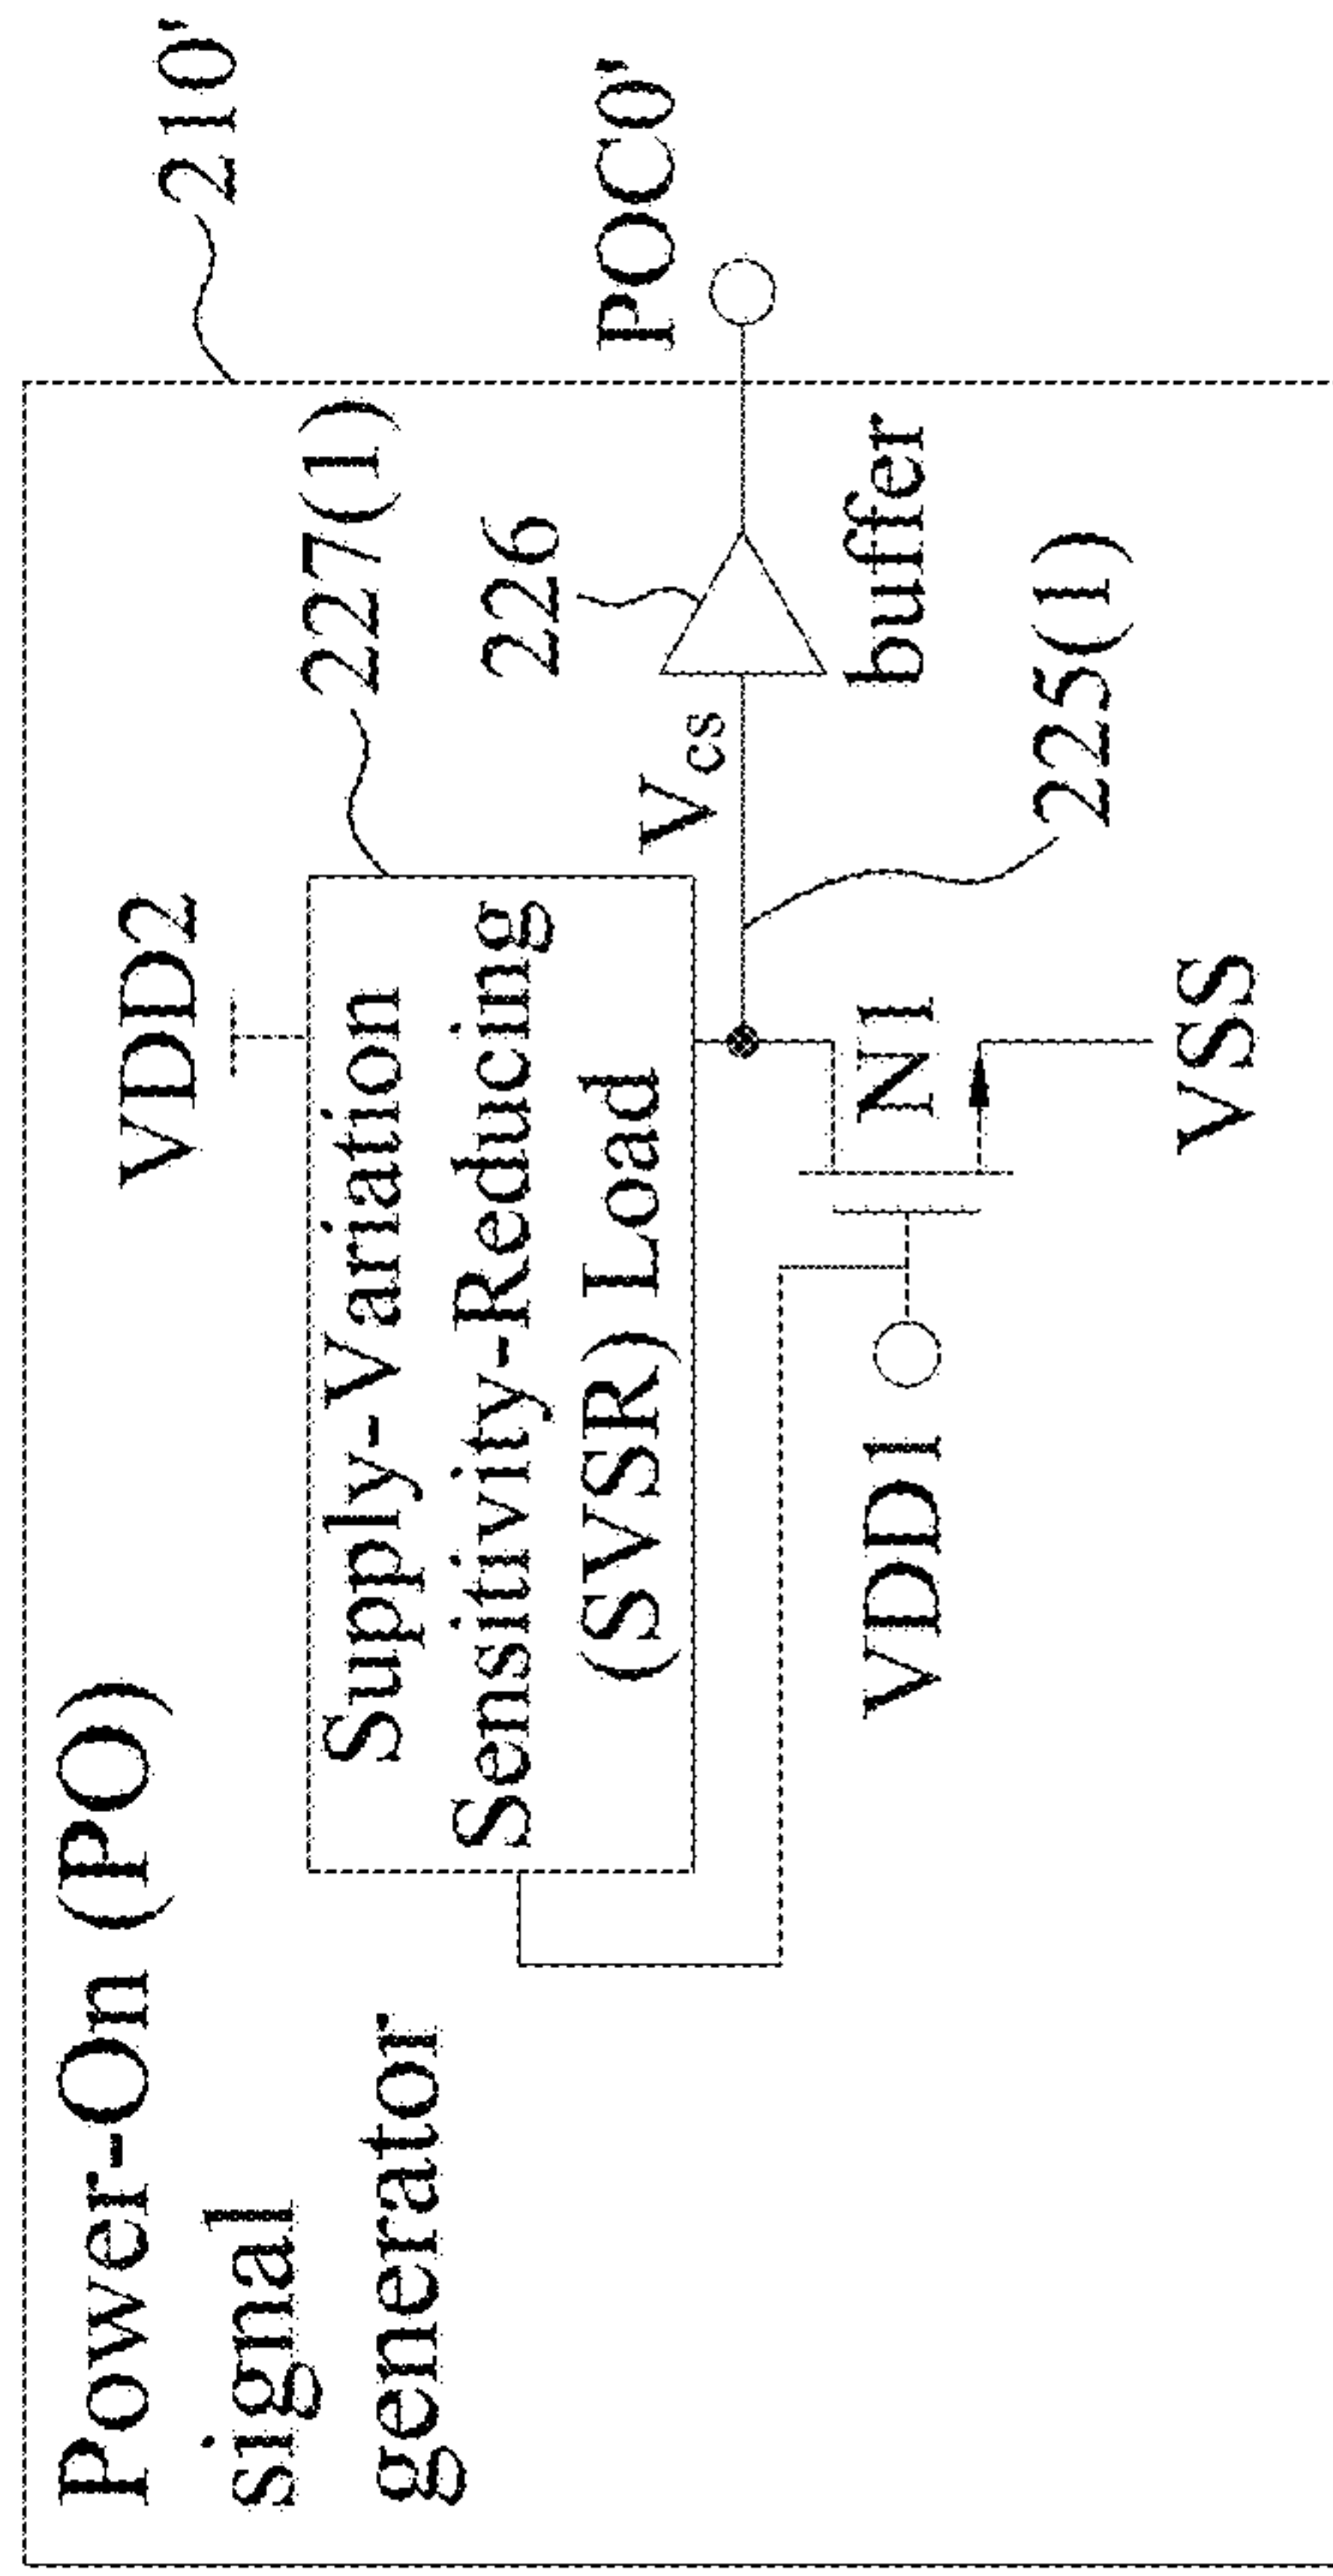 Power-On (PO)
signal
generator
210'
VDD2
227(1)
Supply-Variation
Sensitivity-Reducing
(SVSR) Load
226
POC0'
Vcs
buffer
N1
225(1)
VDD1
VSS